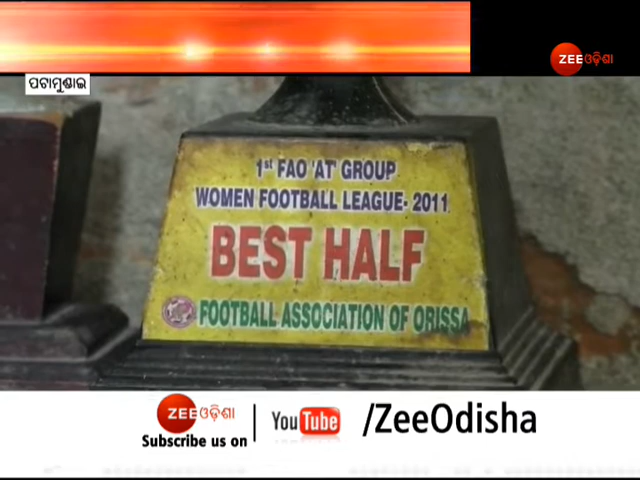 ZEE ଓଡ଼ିଶା
ପଟ୍ଟାମୁଣ୍ଡାଇ
1st FAO 'AT' GROUP
WOMEN FOOTBALL LEAGUE- 2011
BEST HALF
FOOTBALL ASSOCIATION OF ORISSA
ZEE ଓଡ଼ିଶା
Subscribe us on
YouTube
/ZeeOdisha